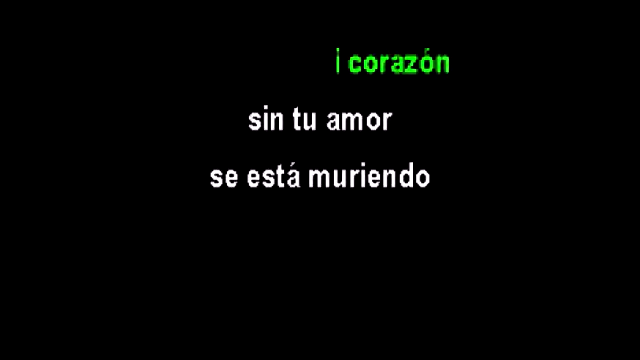 i corazón
sin tu amor
se está muriendo